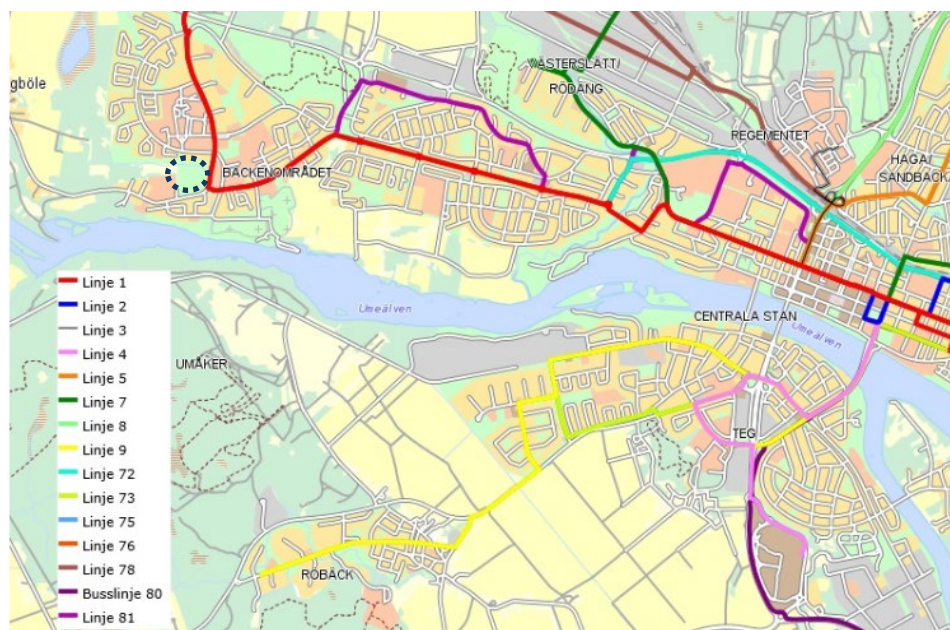 VÄSTERSLÄTT/
RÖDÄNG
gböle
REGEMENTET
HAGA/
SANDBACK
BÄCKENOMRÅDET
Umeälven
CENTRALA STAN
Umeälven
UMÅKER
TEG
RÖBÄCK
Linje 1
Linje 2
Linje 3
Linje 4
Linje 5
Linje 7
Linje 8
Linje 9
Linje 72
Linje 73
Linje 75
Linje 76
Linje 78
Busslinje 80
Linje 81